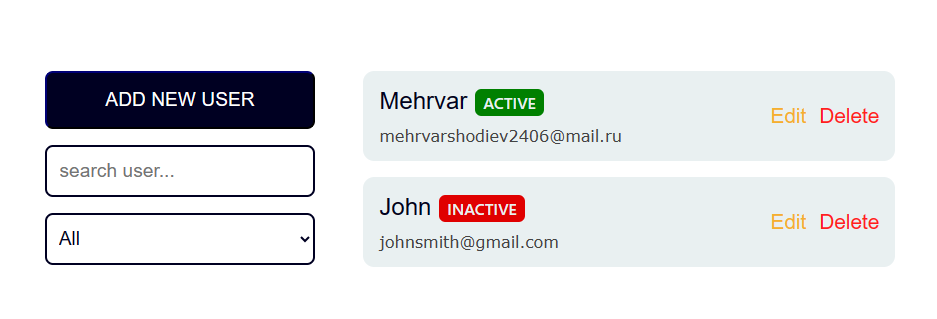 ADD NEW USER
search user...
All
Mehrvar ACTIVE
mehrvarshodiev2406@mail.ru
Edit Delete
John INACTIVE
johnsmith@gmail.com
Edit Delete